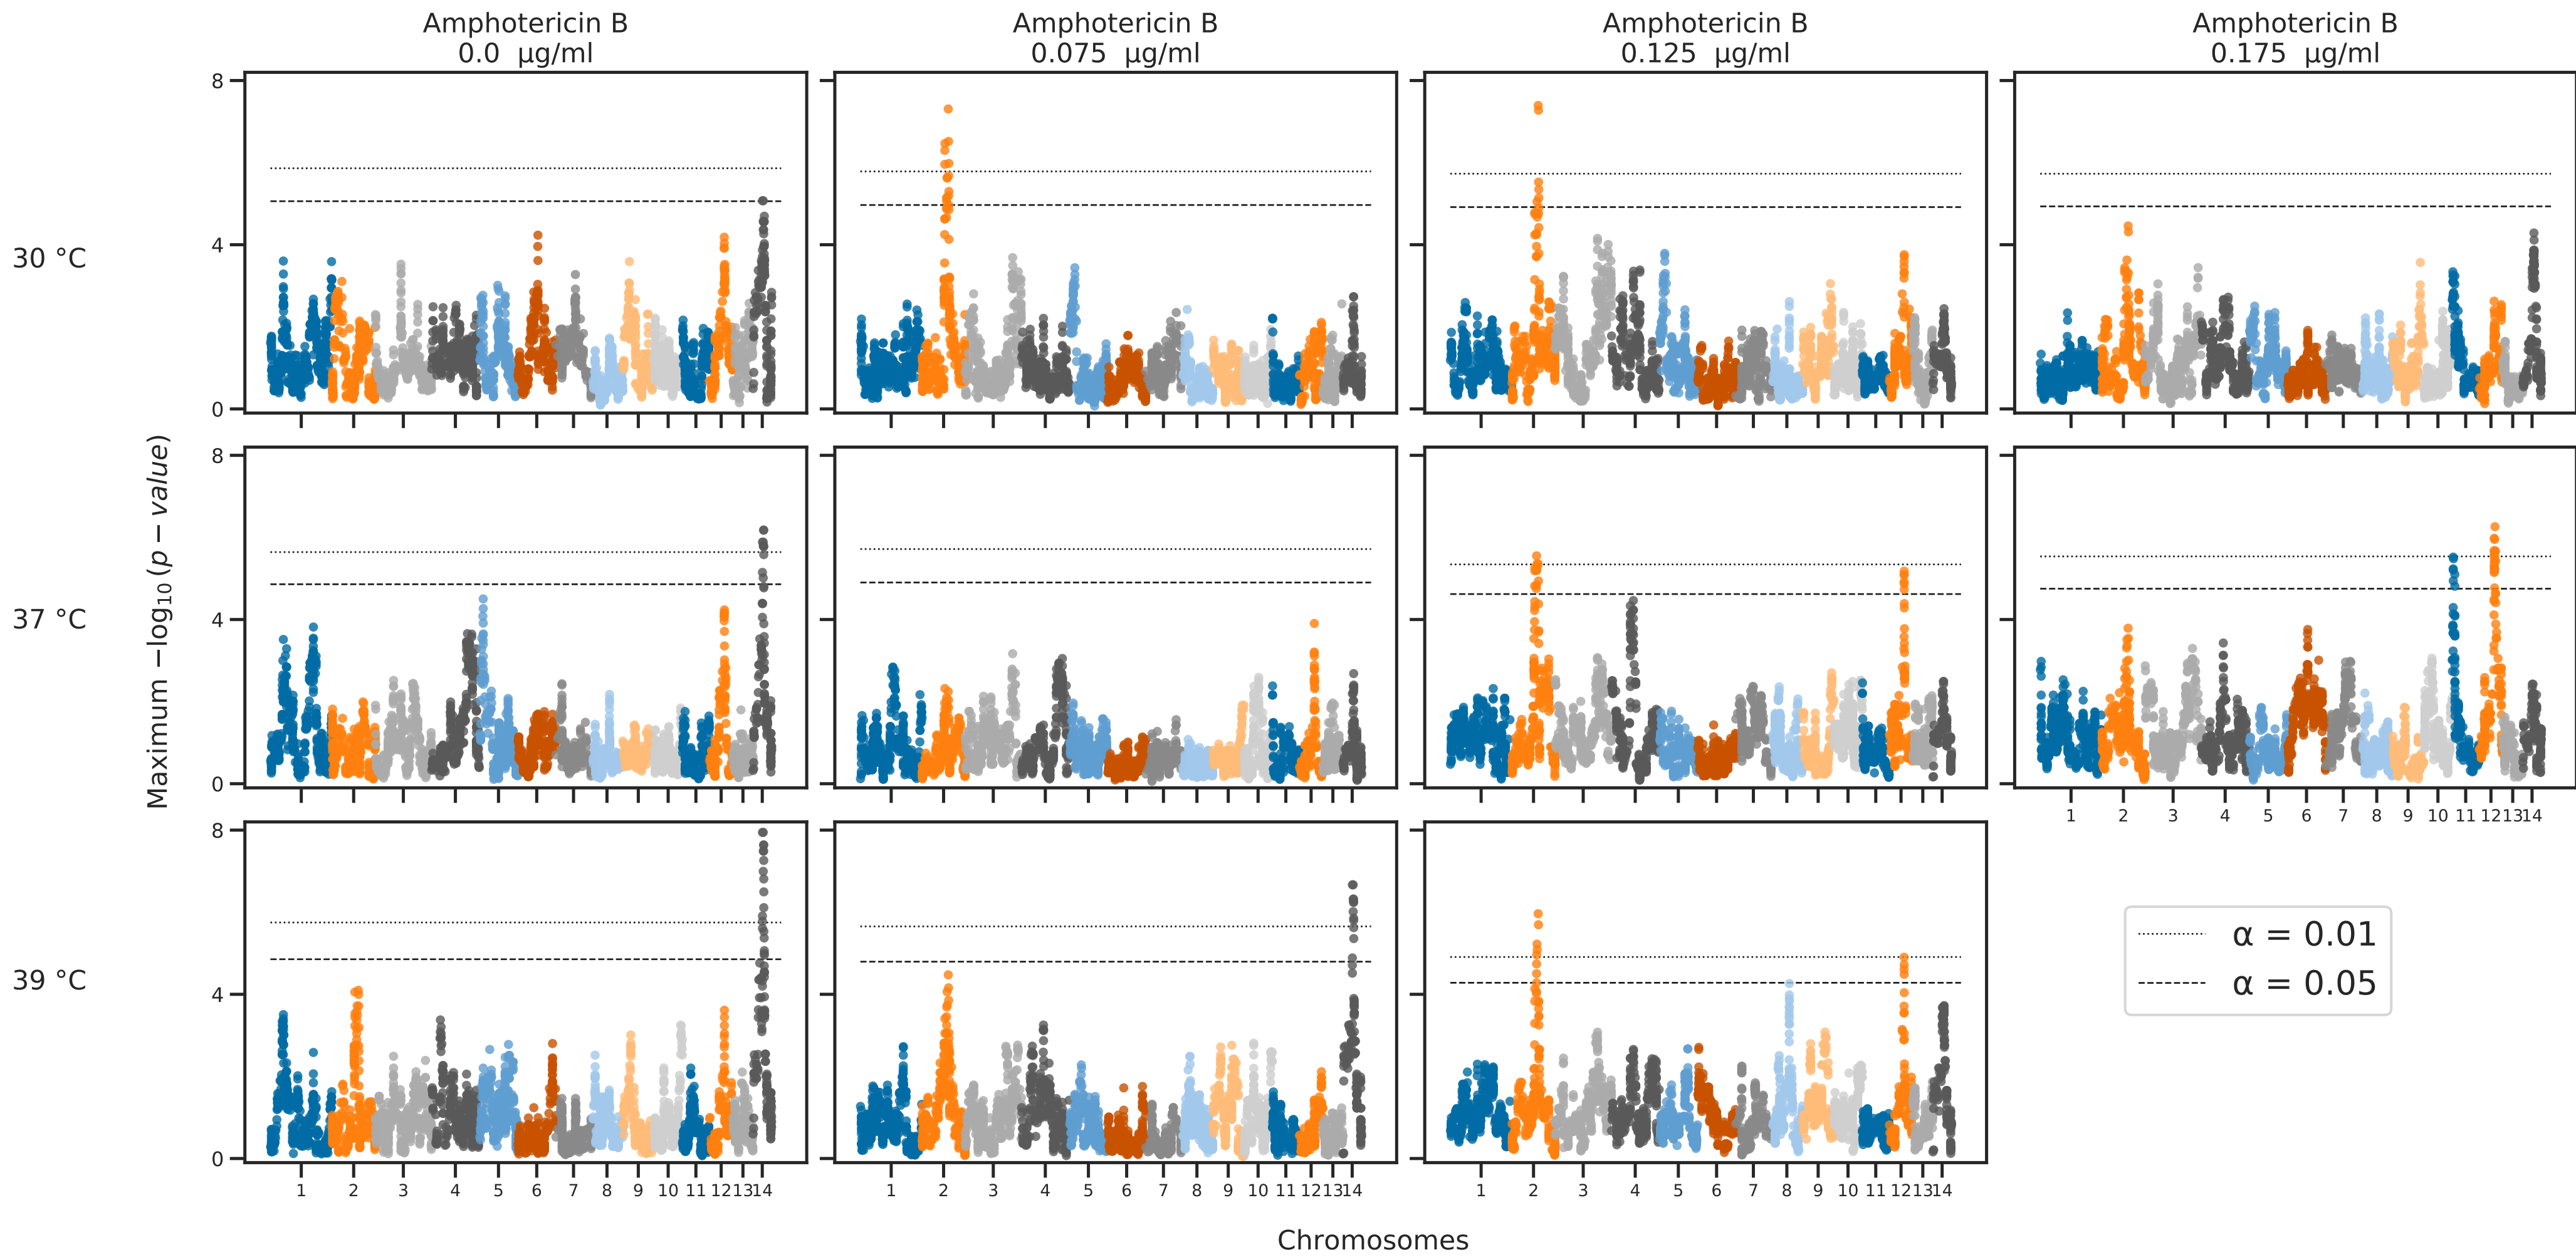 Amphotericin B
0.0 µg/ml
Amphotericin B
0.075 µg/ml
Amphotericin B
0.125 µg/ml
Amphotericin B
0.175 µg/ml
30 °C
8
4
0
37 °C
8
4
0
1 2 3 4 5 6 7 8 9 10 11 12 13 14
39 °C
8
4
0
1 2 3 4 5 6 7 8 9 10 11 12 13 14
1 2 3 4 5 6 7 8 9 10 11 12 13 14
1 2 3 4 5 6 7 8 9 10 11 12 13 14
α = 0.01
α = 0.05
Maximum −log₁₀ (p − value)
Chromosomes